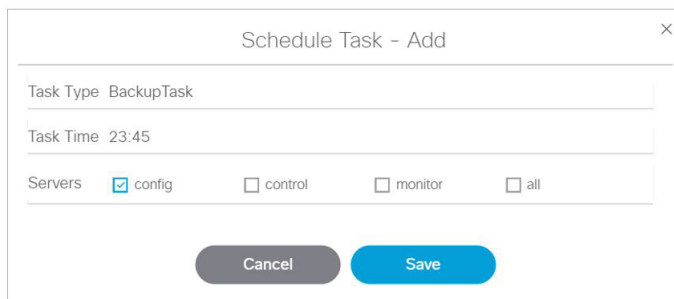 Schedule Task - Add
Task Type BackupTask
Task Time 23:45
Servers config control monitor all
Cancel Save